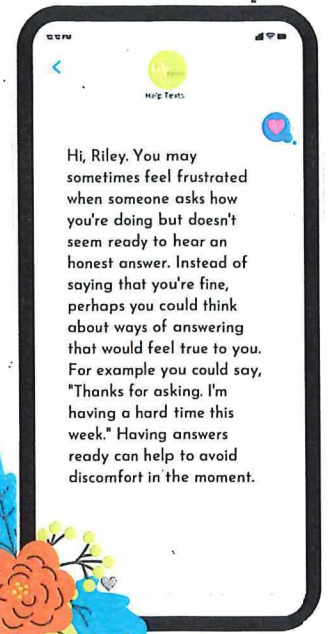 Help Texts
Hi, Riley. You may
sometimes feel frustrated
when someone asks how
you're doing but doesn't
seem ready to hear an
honest answer. Instead of
saying that you're fine,
perhaps you could think
about ways of answering
that would feel true to you.
For example you could say,
"Thanks for asking. I'm
having a hard time this
week." Having answers
ready can help to avoid
discomfort in the moment.